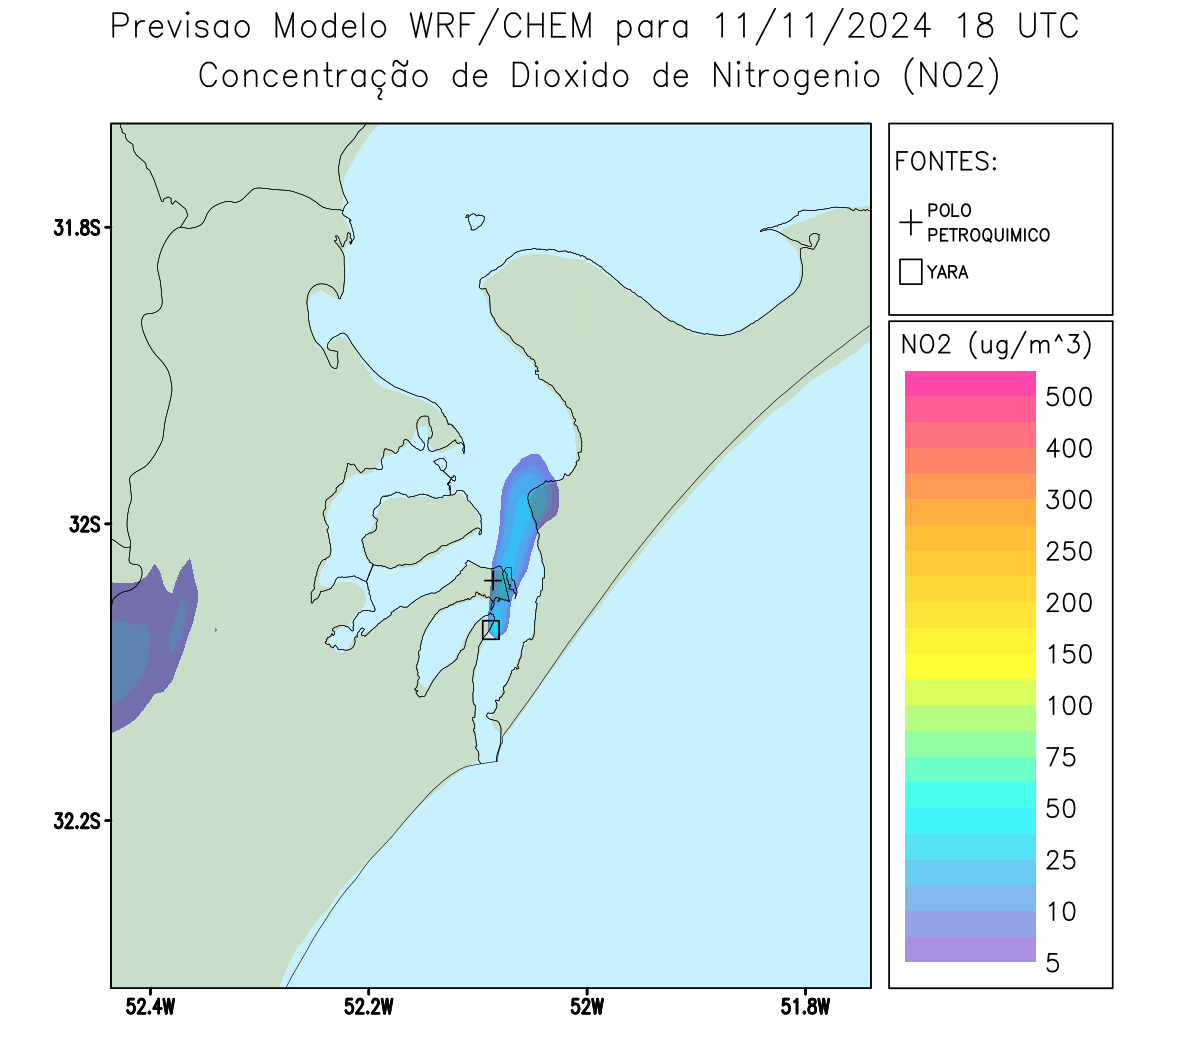 Previsao Modelo WRF/CHEM para 11/11/2024 18 UTC
Concentração de Dioxido de Nitrogenio (NO2)
FONTES:
POLO
PETROQUIMICO
YARA
NO2 (ug/m^3)
500
400
300
250
200
150
100
75
50
25
10
5
31.8S
32S
32.2S
52.4W
52.2W
52W
51.8W